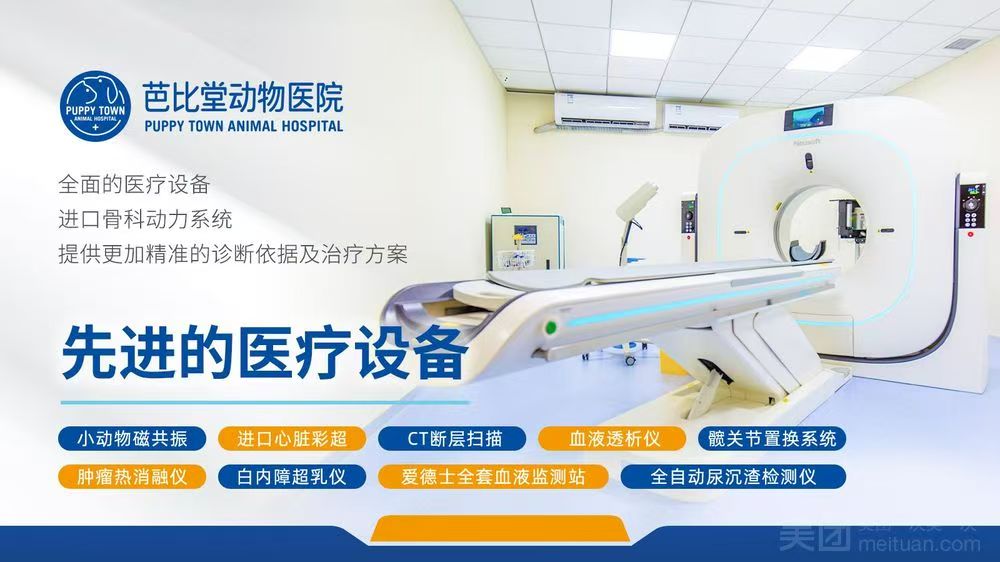 芭比堂动物医院
PUPPY TOWN
ANIMAL HOSPITAL
PUPPY TOWN ANIMAL HOSPITAL
全面的医疗设备
进口骨科动力系统
提供更加精准的诊断依据及治疗方案
Neusoft
先进的医疗设备
小动物磁共振
进口心脏彩超
CT断层扫描
血液透析仪
髋关节置换系统
肿瘤热消融仪
白内障超乳仪
爱德士全套血液监测站
全自动尿沉渣检测仪
美团
meituan.com